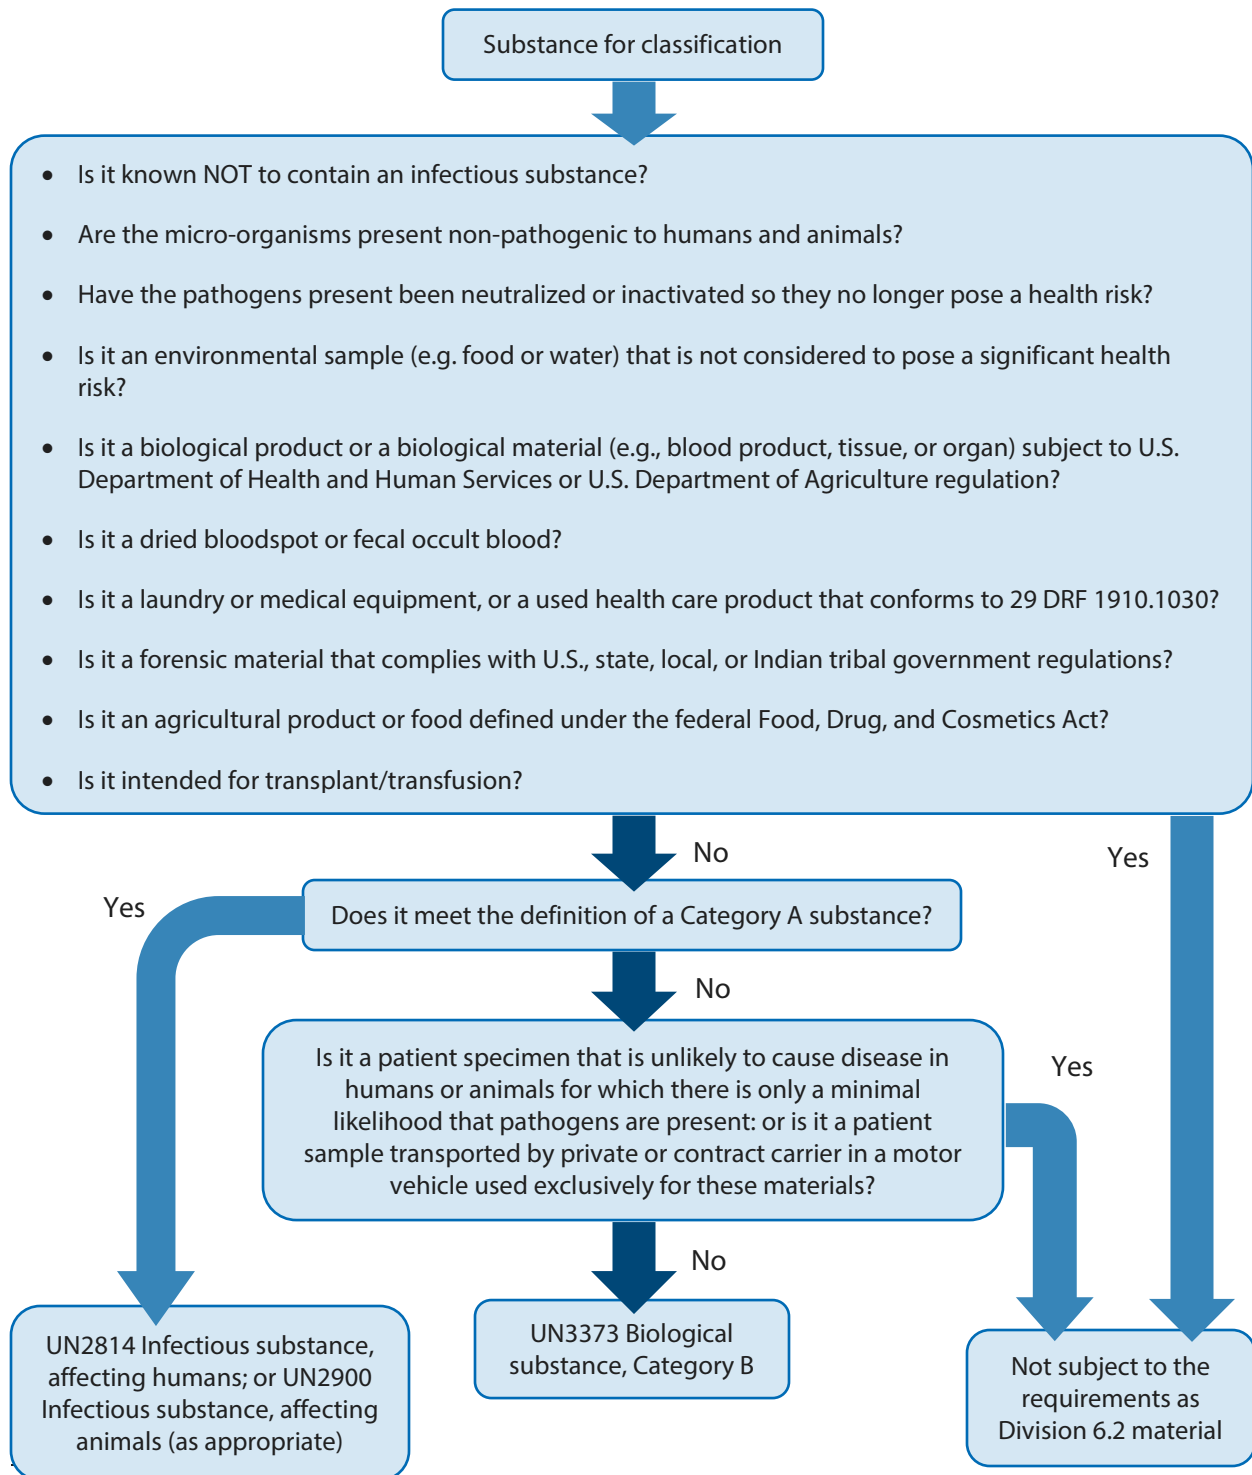 Substance for classification
• Is it known NOT to contain an infectious substance?
• Are the micro-organisms present non-pathogenic to humans and animals?
• Have the pathogens present been neutralized or inactivated so they no longer pose a health risk?
• Is it an environmental sample (e.g. food or water) that is not considered to pose a significant health
risk?
• Is it a biological product or a biological material (e.g., blood product, tissue, or organ) subject to U.S.
Department of Health and Human Services or U.S. Department of Agriculture regulation?
• Is it a dried bloodspot or fecal occult blood?
• Is it a laundry or medical equipment, or a used health care product that conforms to 29 DRF 1910.1030?
• Is it a forensic material that complies with U.S., state, local, or Indian tribal government regulations?
• Is it an agricultural product or food defined under the federal Food, Drug, and Cosmetics Act?
• Is it intended for transplant/transfusion?
No
Yes
Yes
Does it meet the definition of a Category A substance?
No
Is it a patient specimen that is unlikely to cause disease in
humans or animals for which there is only a minimal
likelihood that pathogens are present: or is it a patient
sample transported by private or contract carrier in a motor
vehicle used exclusively for these materials?
Yes
No
UN2814 Infectious substance,
affecting humans; or UN2900
Infectious substance, affecting
animals (as appropriate)
UN3373 Biological
substance, Category B
Not subject to the
requirements as
Division 6.2 material